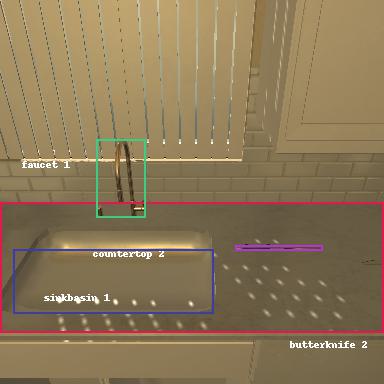 faucet 1
countertop 2
sinkbasin 1
butterknife 2